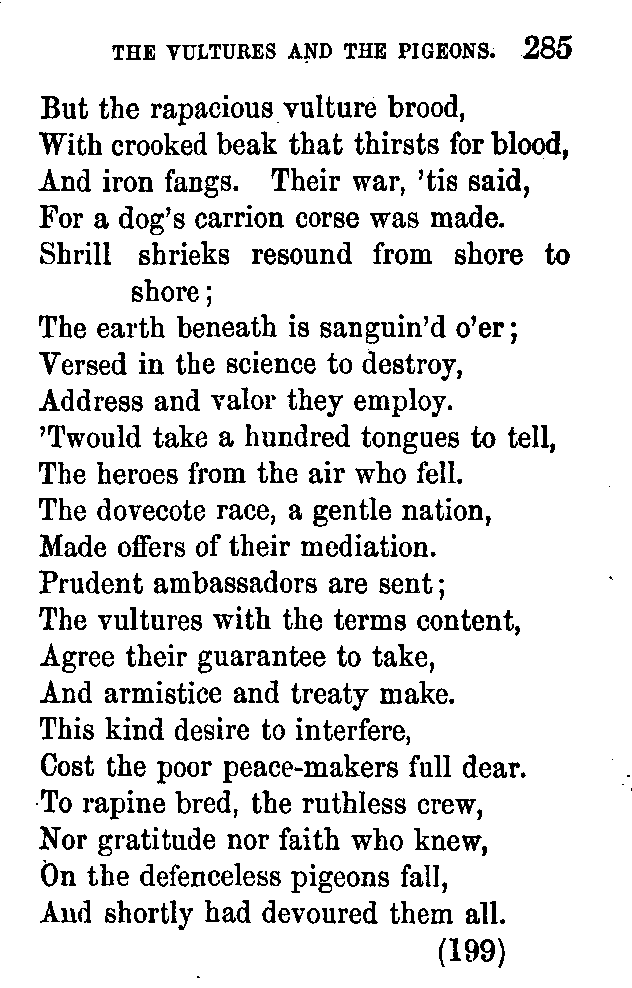 THE VULTURES AND THE PIGEONS. 285
But the rapacious vulture brood,
With crooked beak that thirsts for blood,
And iron fangs. Their war, 'tis said,
For a dog's carrion corse was made.
Shrill shrieks resound from shore to
shore;
The earth beneath is sanguin'd o'er;
Versed in the science to destroy,
Address and valor they employ.
'Twould take a hundred tongues to tell,
The heroes from the air who fell.
The dovecote race, a gentle nation,
Made offers of their mediation.
Prudent ambassadors are sent;
The vultures with the terms content,
Agree their guarantee to take,
And armistice and treaty make.
This kind desire to interfere,
Cost the poor peace-makers full dear.
To rapine bred, the ruthless crew,
Nor gratitude nor faith who knew,
On the defenceless pigeons fall,
And shortly had devoured them all.
(199)